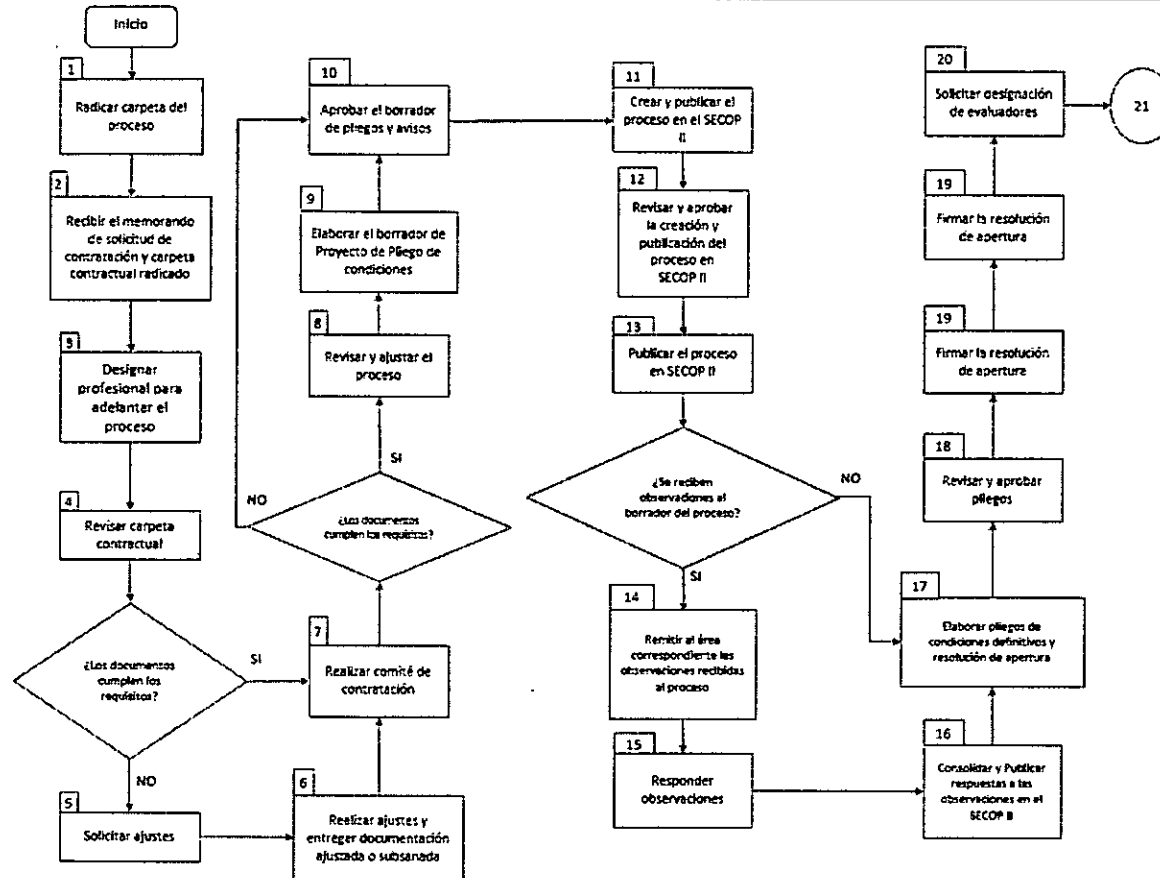 Inicio
1
Radicar carpeta del
proceso
2
Recibir el memorando
de solicitud de
contratación y carpeta
contractual radicado
3
Designar
profesional para
adelantar el
proceso
4
Revisar carpeta
contractual
¿Los documentos
cumplen los
requisitos?
SI
NO
5
Solicitar ajustes
6
Realizar ajustes y
entregar documentación
ajustada o subsanada
7
Realizar comité de
contratación
¿Los documentos
cumplen los requisitos?
NO
SI
8
Revisar y ajustar el
proceso
9
Elaborar el borrador de
Proyecto de Pliego de
condiciones
10
Aprobar el borrador
de pliegos y avisos
11
Crear y publicar el
proceso en el SECOP
II
12
Revisar y aprobar
la creación y
publicación del
proceso en
SECOP II
13
Publicar el proceso
en SECOP II
¿Se reciben
observaciones al
borrador del proceso?
NO
SI
14
Remitir al área
correspondiente las
observaciones recibidas
al proceso
15
Responder
observaciones
16
Consolidar y Publicar
respuestas a las
observaciones en el
SECOP II
17
Elaborar pliegos de
condiciones definitivos y
resolución de apertura
18
Revisar y aprobar
pliegos
19
Firmar la resolución
de apertura
19
Firmar la resolución
de apertura
20
Solicitar designación
de evaluadores
21